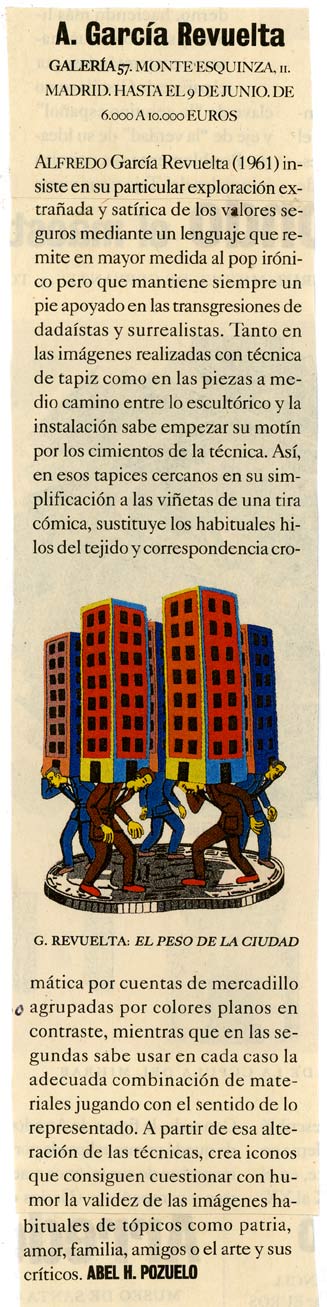 A. García Revuelta
GALERÍA 57. MONTE ESQUINZA, 11.
MADRID. HASTA EL 9 DE JUNIO. DE
6.000 A 10.000 EUROS
ALFREDO García Revuelta (1961) in-
siste en su particular exploración ex-
trañada y satírica de los valores se-
guros mediante un lenguaje que re-
mite en mayor medida al pop iróni-
co pero que mantiene siempre un
pie apoyado en las transgresiones de
dadaístas y surrealistas. Tanto en
las imágenes realizadas con técnica
de tapiz como en las piezas a me-
dio camino entre lo escultórico y la
instalación sabe empezar su motín
por los cimientos de la técnica. Así,
en esos tapices cercanos en su sim-
plificación a las viñetas de una tira
cómica, sustituye los habituales hi-
los del tejido y correspondencia cro-
G. REVUELTA: EL PESO DE LA CIUDAD
mática por cuentas de mercadillo
agrupadas por colores planos en
contraste, mientras que en las se-
gundas sabe usar en cada caso la
adecuada combinación de mate-
riales jugando con el sentido de lo
representado. A partir de esa alte-
ración de las técnicas, crea iconos
que consiguen cuestionar con hu-
mor la validez de las imágenes ha-
bituales de tópicos como patria,
amor, familia, amigos o el arte y sus
críticos. ABEL H. POZUELO